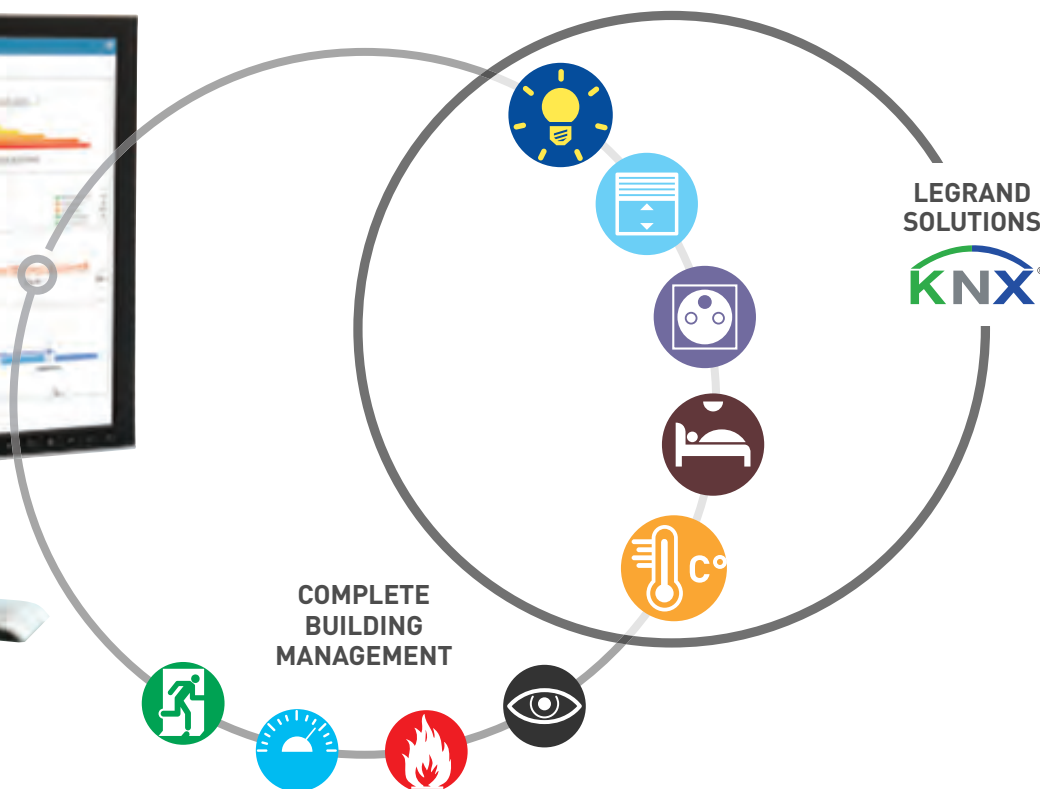 LEGRAND
SOLUTIONS
KNX®
C°
COMPLETE
BUILDING
MANAGEMENT